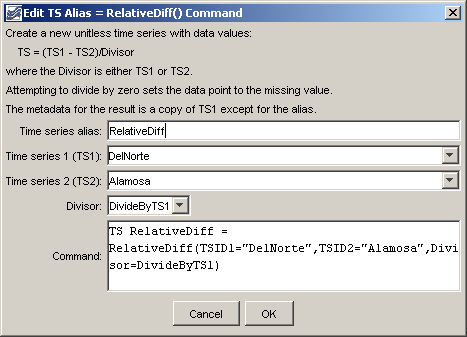 Edit TS Alias = RelativeDiff() Command
Create a new unitless time series with data values:
TS = (TS1 - TS2)/Divisor
where the Divisor is either TS1 or TS2.
Attempting to divide by zero sets the data point to the missing value.
The metadata for the result is a copy of TS1 except for the alias.
Time series alias: RelativeDiff
Time series 1 (TS1): DelNorte
Time series 2 (TS2): Alamosa
Divisor: DivideByTS1
TS RelativeDiff =
RelativeDiff(TSID1="DelNorte",TSID2="Alamosa",Divi
Command: sor=DivideByTS1)
Cancel OK